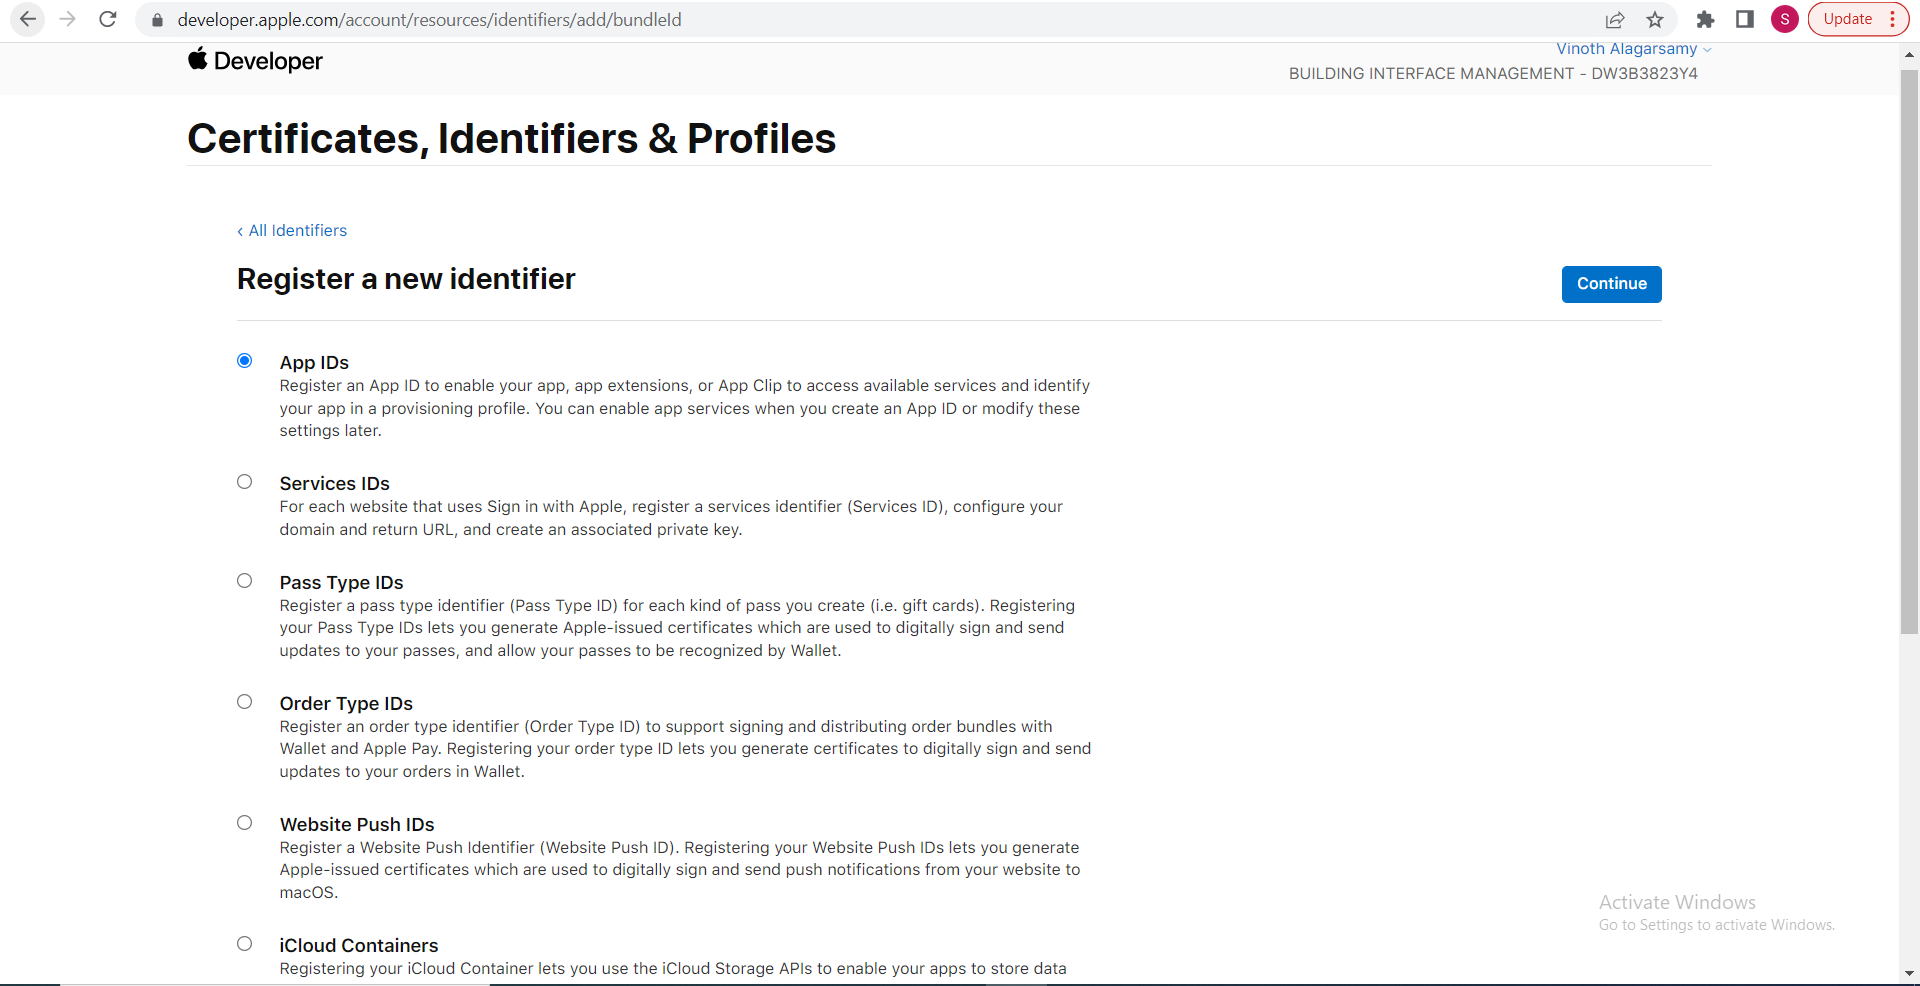 developer.apple.com/account/resources/identifiers/add/bundleId
S
Update
Developer
Vinoth Alagarsamy
BUILDING INTERFACE MANAGEMENT - DW3B3823Y4
Certificates, Identifiers & Profiles
‹ All Identifiers
Register a new identifier
Continue
App IDs
Register an App ID to enable your app, app extensions, or App Clip to access available services and identify
your app in a provisioning profile. You can enable app services when you create an App ID or modify these
settings later.
Services IDs
For each website that uses Sign in with Apple, register a services identifier (Services ID), configure your
domain and return URL, and create an associated private key.
Pass Type IDs
Register a pass type identifier (Pass Type ID) for each kind of pass you create (i.e. gift cards). Registering
your Pass Type IDs lets you generate Apple-issued certificates which are used to digitally sign and send
updates to your passes, and allow your passes to be recognized by Wallet.
Order Type IDs
Register an order type identifier (Order Type ID) to support signing and distributing order bundles with
Wallet and Apple Pay. Registering your order type ID lets you generate certificates to digitally sign and send
updates to your orders in Wallet.
Website Push IDs
Register a Website Push Identifier (Website Push ID). Registering your Website Push IDs lets you generate
Apple-issued certificates which are used to digitally sign and send push notifications from your website to
macOS.
Activate Windows
Go to Settings to activate Windows.
iCloud Containers
Registering your iCloud Container lets you use the iCloud Storage APIs to enable your apps to store data